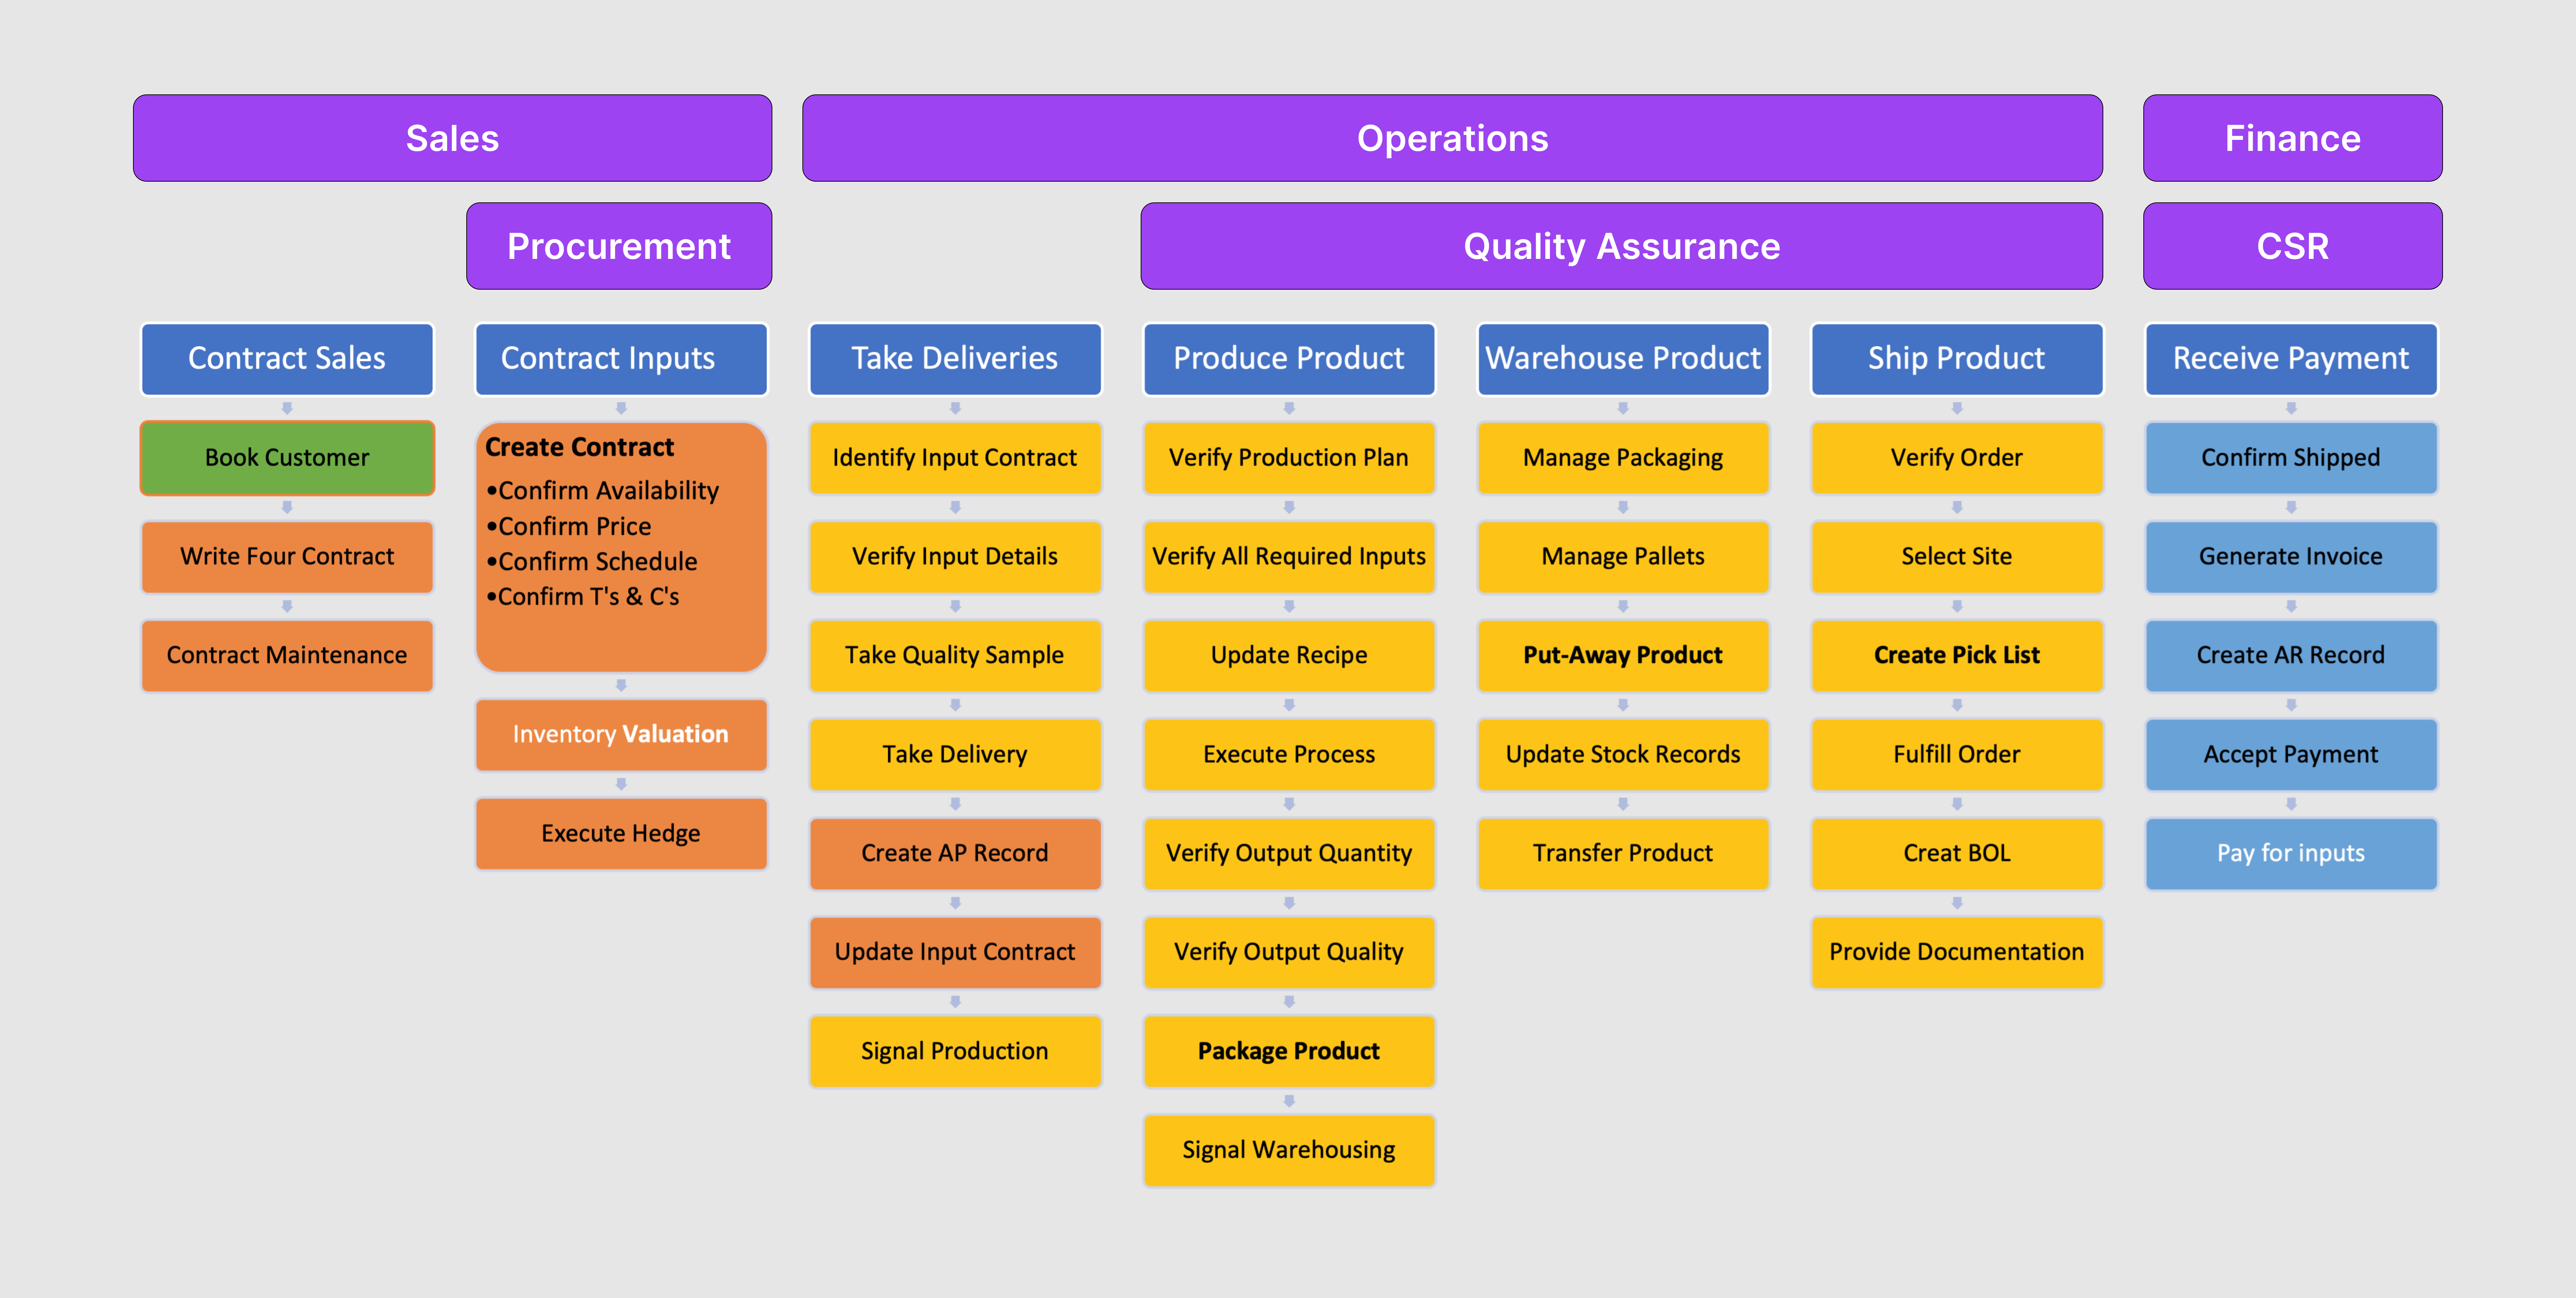 Sales
Operations
Finance
Procurement
Quality Assurance
CSR
Contract Sales
Book Customer
Write Four Contract
Contract Maintenance
Contract Inputs
Create Contract
•Confirm Availability
•Confirm Price
•Confirm Schedule
•Confirm T's & C's
Inventory Valuation
Execute Hedge
Take Deliveries
Identify Input Contract
Verify Input Details
Take Quality Sample
Take Delivery
Create AP Record
Update Input Contract
Signal Production
Produce Product
Verify Production Plan
Verify All Required Inputs
Update Recipe
Execute Process
Verify Output Quantity
Verify Output Quality
Package Product
Signal Warehousing
Warehouse Product
Manage Packaging
Manage Pallets
Put-Away Product
Update Stock Records
Transfer Product
Ship Product
Verify Order
Select Site
Create Pick List
Fulfill Order
Creat BOL
Provide Documentation
Receive Payment
Confirm Shipped
Generate Invoice
Create AR Record
Accept Payment
Pay for inputs